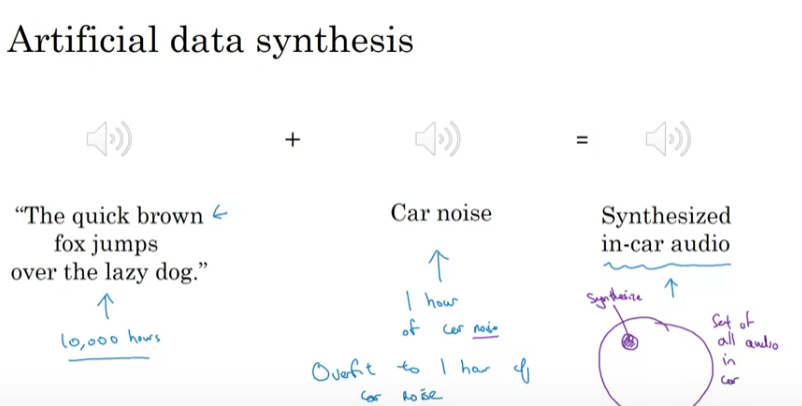 Artificial data synthesis
+
=
“The quick brown
fox jumps
over the lazy dog.”
10,000 hours
Car noise
1 hour
of car noise
Overfit to 1 hour of
car noise
Synthesized
in-car audio
Synthesize
Set of
all audio
in
car